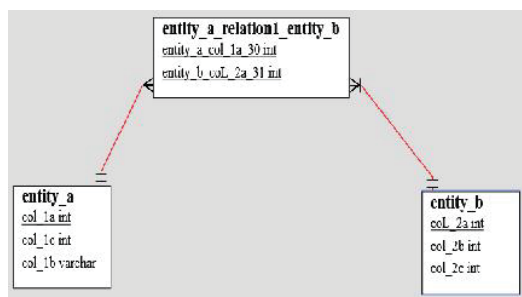 entity_a_relation1_entity_b
entity_a_col_1a_30 int
entity_b_coL_2a_31 int
entity_a
col_1a int
col_1c int
col_1b varchar
entity_b
coL_2a int
col_2b int
col_2c int